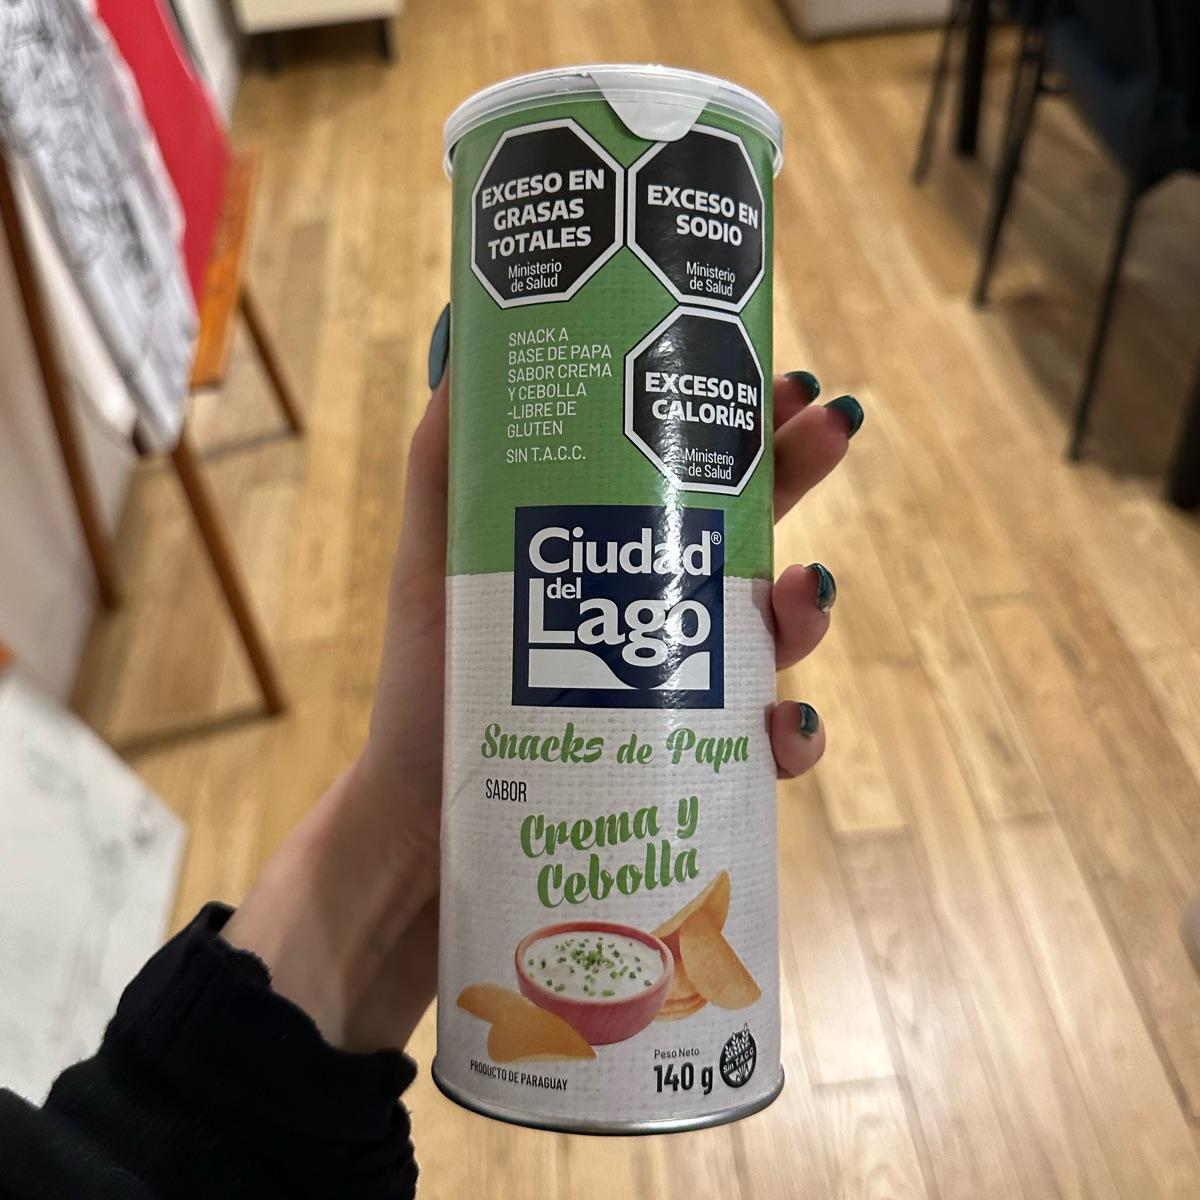 EXCESO EN
GRASAS
TOTALES
Ministerio
de Salud
EXCESO EN
SODIO
Ministerio
de Salud
SNACK A
BASE DE PAPA
SABOR CREMA
Y CEBOLLA
-LIBRE DE
GLUTEN
SIN T.A.C.C.
EXCESO EN
CALORÍAS
Ministerio
de Salud
Ciudad®
del
Lago
Snacks de Papa
SABOR
Crema y
Cebolla
PRODUCTO DE PARAGUAY
Peso Neto
140 g
Sin T.A.C.C.